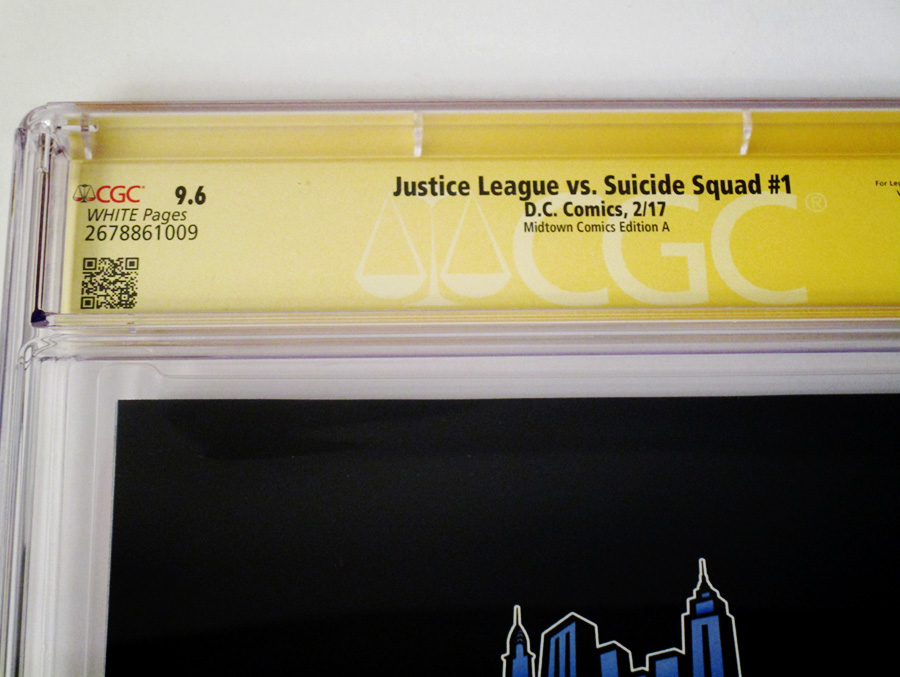 CGC® 9.6
WHITE Pages
2678861009
Justice League vs. Suicide Squad #1
D.C. Comics, 2/17
Midtown Comics Edition A
CGC®
For